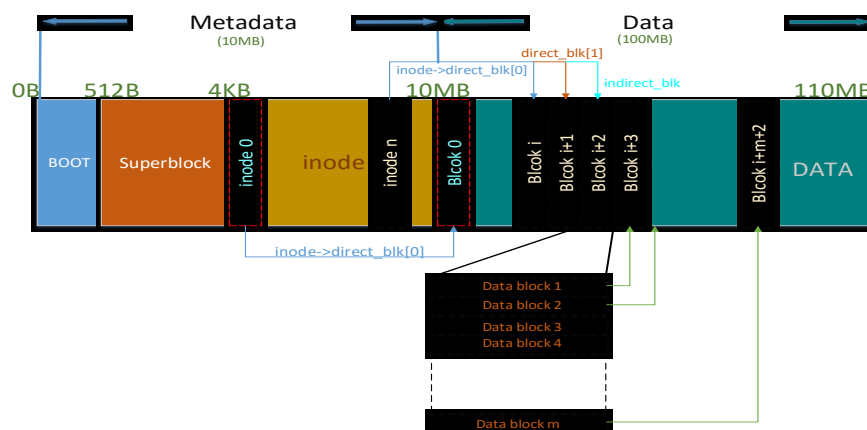 Metadata
(10MB)
Data
(100MB)
direct_blk[1]
inode->direct_blk[0]
indirect_blk
0B
512B
4KB
10MB
110MB
BOOT
Superblock
inode 0
inode
inode n
Blcok 0
Blcok i
Blcok i+1
Blcok i+2
Blcok i+3
Blcok i+m+2
DATA
inode->direct_blk[0]
Data block 1
Data block 2
Data block 3
Data block 4
Data block m